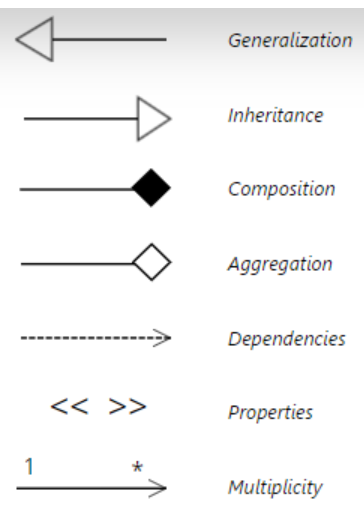 Generalization
Inheritance
Composition
Aggregation
Dependencies
<< >> Properties
1 * Multiplicity